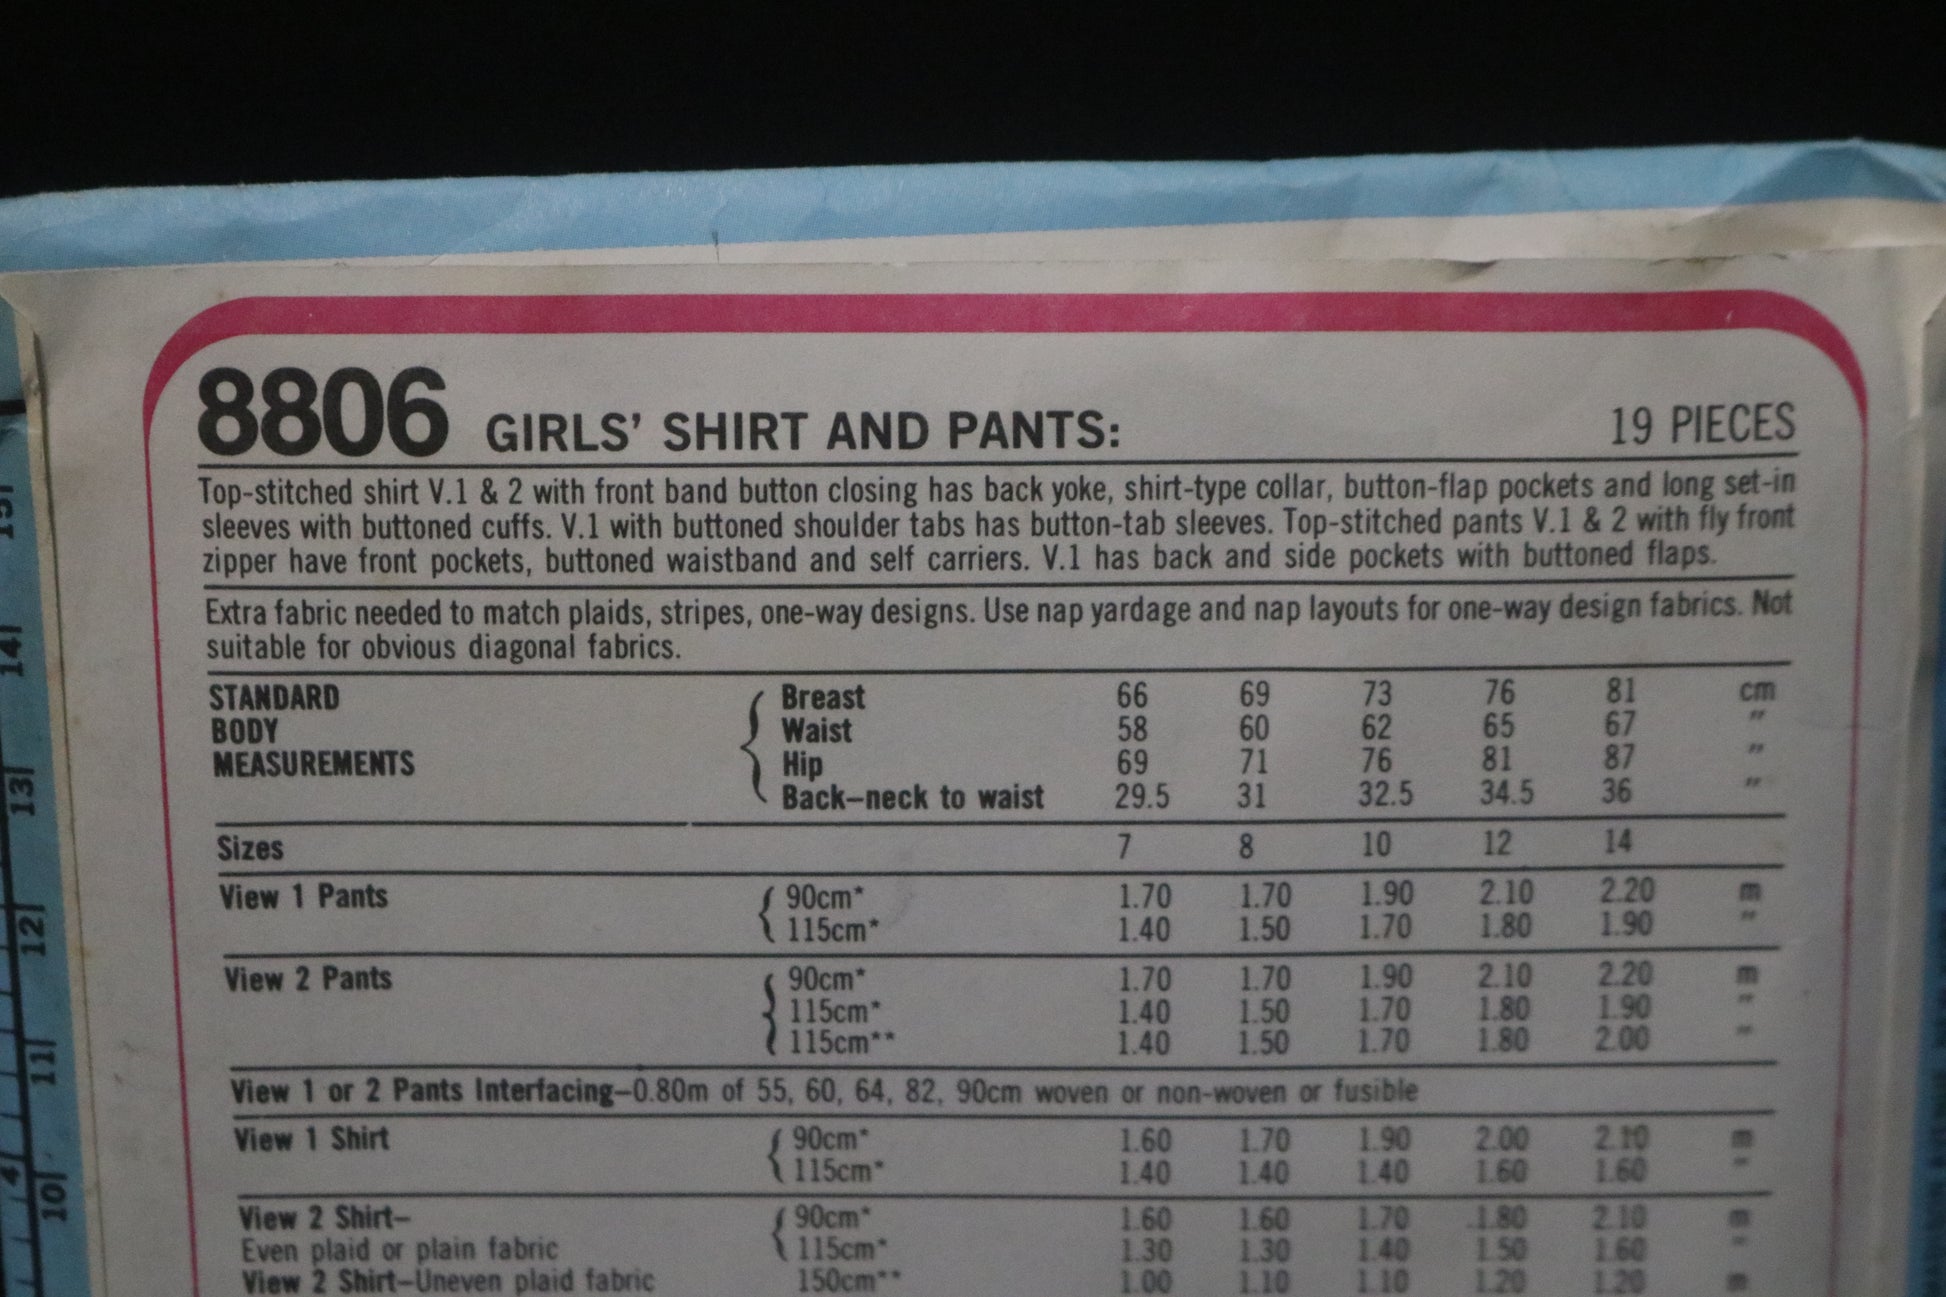 8806 GIRLS' SHIRT AND PANTS: 19 PIECES
Top-stitched shirt V.1 & 2 with front band button closing has back yoke, shirt-type collar, button-flap pockets and long set-in
sleeves with buttoned cuffs. V.1 with buttoned shoulder tabs has button-tab sleeves. Top-stitched pants V.1 & 2 with fly front
zipper have front pockets, buttoned waistband and self carriers. V.1 has back and side pockets with buttoned flaps.
Extra fabric needed to match plaids, stripes, one-way designs. Use nap yardage and nap layouts for one-way design fabrics. Not
suitable for obvious diagonal fabrics.
STANDARD Breast 66 69 73 76 81 cm
BODY Waist 58 60 62 65 67 "
MEASUREMENTS Hip 69 71 76 81 87 "
Back-neck to waist 29.5 31 32.5 34.5 36 "
Sizes 7 8 10 12 14
View 1 Pants 90cm* 1.70 1.70 1.90 2.10 2.20 m
115cm* 1.40 1.50 1.70 1.80 1.90 "
View 2 Pants 90cm* 1.70 1.70 1.90 2.10 2.20 m
115cm* 1.40 1.50 1.70 1.80 1.90 "
115cm** 1.40 1.50 1.70 1.80 2.00 "
View 1 or 2 Pants Interfacing-0.80m of 55, 60, 64, 82, 90cm woven or non-woven or fusible
View 1 Shirt 90cm* 1.60 1.70 1.90 2.00 2.10 m
115cm* 1.40 1.40 1.40 1.60 1.60 "
View 2 Shirt- 90cm* 1.60 1.60 1.70 1.80 2.10 m
Even plaid or plain fabric 115cm* 1.30 1.30 1.40 1.50 1.60 "
View 2 Shirt-Uneven plaid fabric 150cm** 1.00 1.10 1.10 1.20 1.20 m
15
14
13
12
11
10
4